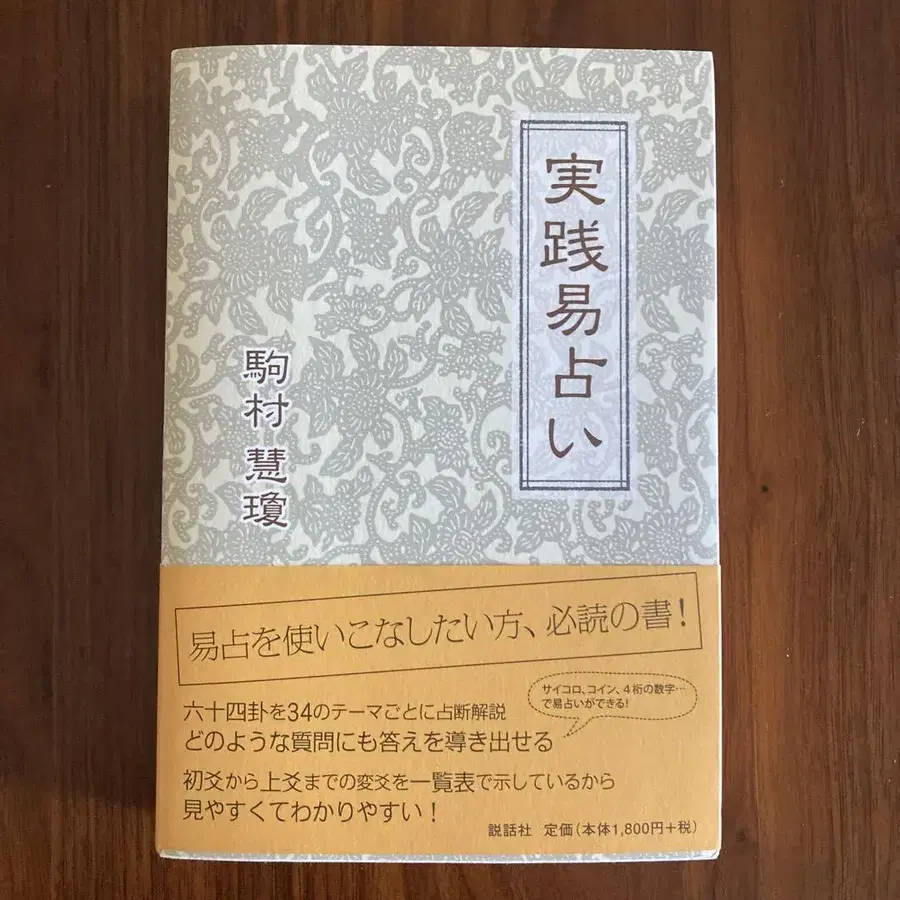 実践易占い
駒村 慧瓊
易占を使いこなしたい方、必読の書!
サイコロ、コイン、4桁の数字…
で易占いができる!
六十四卦を34のテーマごとに占断解説
どのような質問にも答えを導き出せる
初爻から上爻までの変爻を一覧表で示しているから
見やすくてわかりやすい!
説話社 定価(本体1,800円+税)